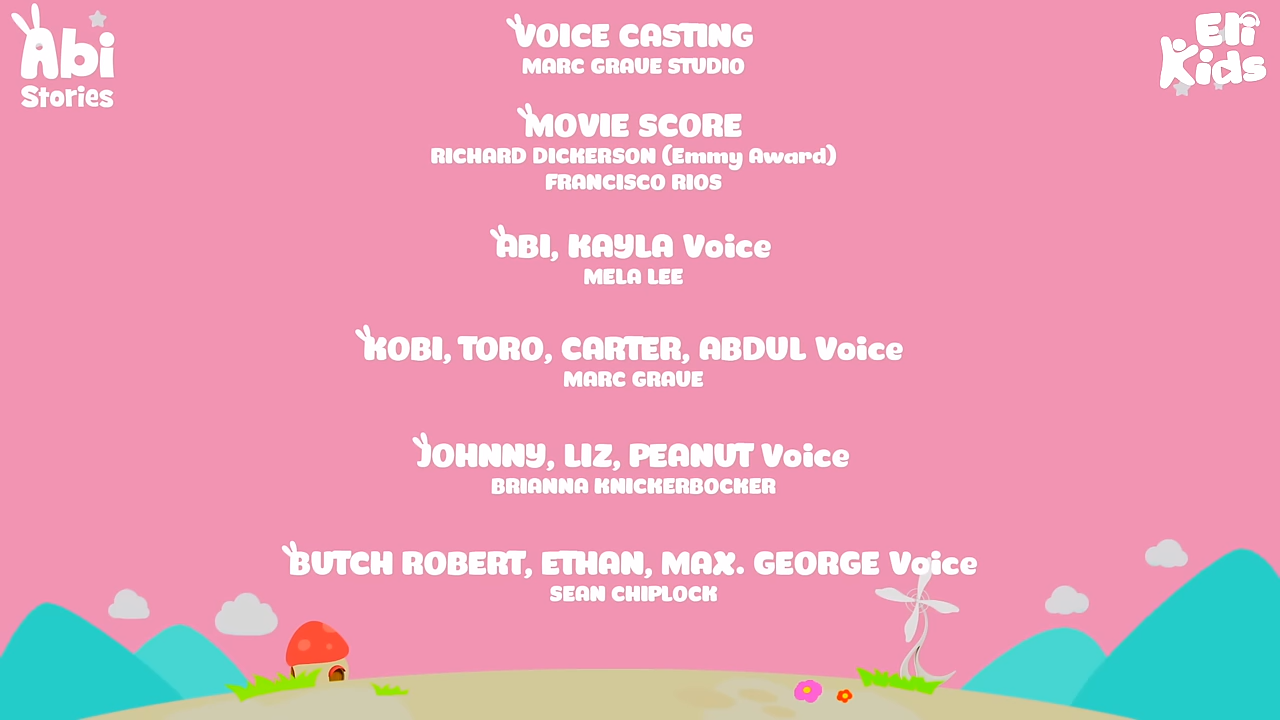 Abi
Stories
Eli
Kids
VOICE CASTING
MARC GRAUE STUDIO
MOVIE SCORE
RICHARD DICKERSON (Emmy Award)
FRANCISCO RIOS
ABI, KAYLA Voice
MELA LEE
KOBI, TORO, CARTER, ABDUL Voice
MARC GRAUE
JOHNNY, LIZ, PEANUT Voice
BRIANNA KNICKERBOCKER
BUTCH ROBERT, ETHAN, MAX. GEORGE Voice
SEAN CHIPLOCK